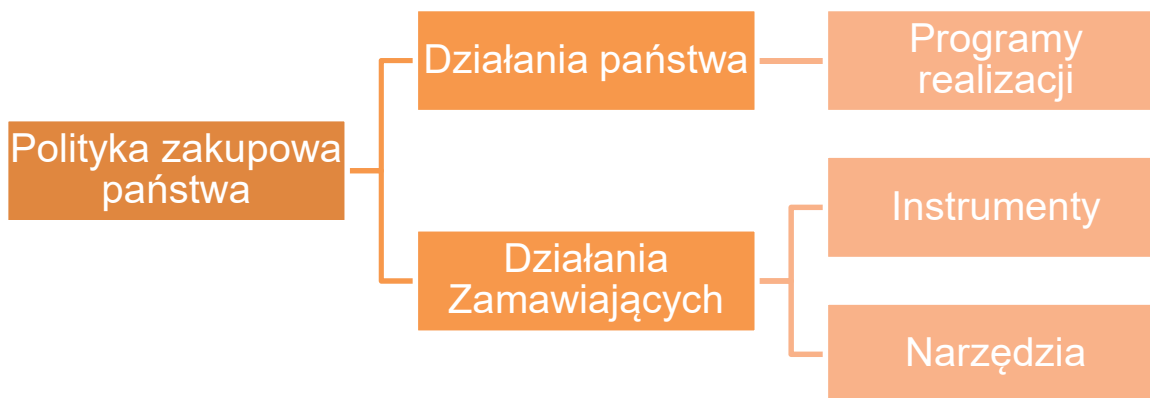 Polityka zakupowa
państwa
Działania państwa
Programy
realizacji
Działania
Zamawiających
Instrumenty
Narzędzia